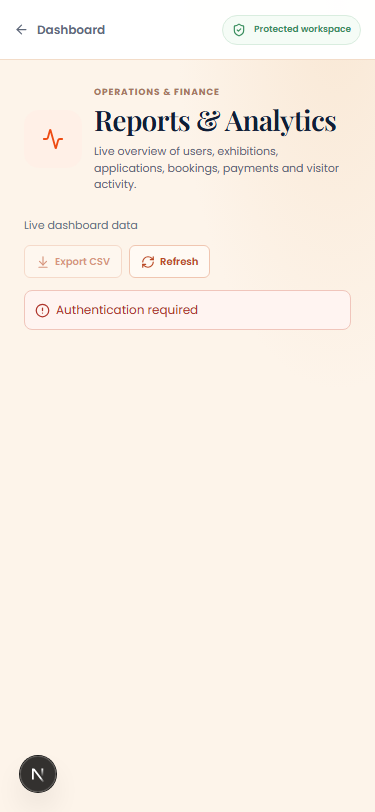 Dashboard
Protected workspace
OPERATIONS & FINANCE
Reports & Analytics
Live overview of users, exhibitions,
applications, bookings, payments and visitor
activity.
Live dashboard data
Export CSV
Refresh
Authentication required
N